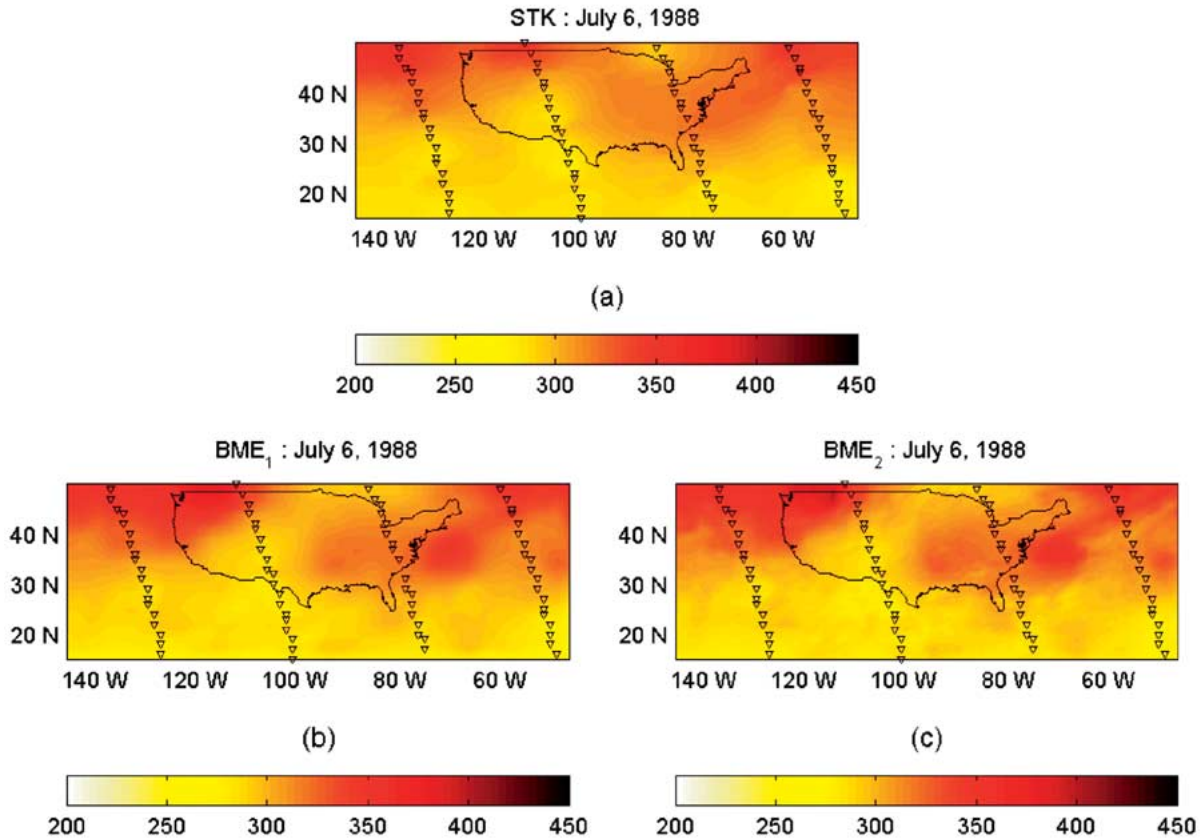 STK : July 6, 1988
40 N
30 N
20 N
140 W 120 W 100 W 80 W 60 W
(a)
200 250 300 350 400 450
BME1 : July 6, 1988
40 N
30 N
20 N
140 W 120 W 100 W 80 W 60 W
(b)
200 250 300 350 400 450
BME2 : July 6, 1988
40 N
30 N
20 N
140 W 120 W 100 W 80 W 60 W
(c)
200 250 300 350 400 450